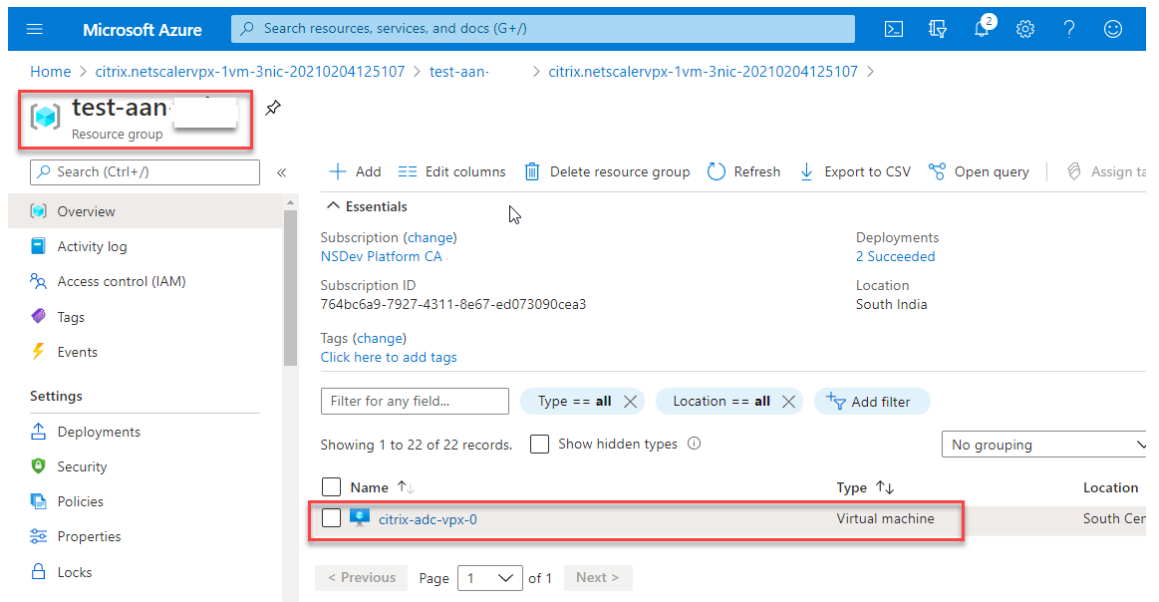 Microsoft Azure
Search resources, services, and docs (G+/)
2
Home > citrix.netscalervpx-1vm-3nic-20210204125107 > test-aan- > citrix.netscalervpx-1vm-3nic-20210204125107 >
test-aan-
Resource group
Search (Ctrl+/)
«
Add
Edit columns
Delete resource group
Refresh
Export to CSV
Open query
Assign ta
Overview
Activity log
Access control (IAM)
Tags
Events
Settings
Deployments
Security
Policies
Properties
Locks
Essentials
Subscription (change)
NSDev Platform CA
Deployments
2 Succeeded
Subscription ID
764bc6a9-7927-4311-8e67-ed073090cea3
Location
South India
Tags (change)
Click here to add tags
Filter for any field...
Type == all
Location == all
Add filter
Showing 1 to 22 of 22 records.
Show hidden types
No grouping
Name ↑↓
Type ↑↓
Location
citrix-adc-vpx-0
Virtual machine
South Cen
< Previous
Page 1 of 1
Next >